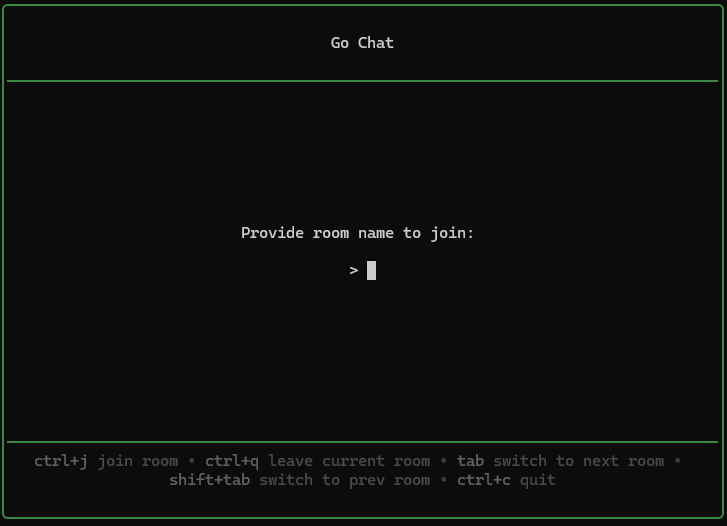 Go Chat
Provide room name to join:
>
ctrl+j join room • ctrl+q leave current room • tab switch to next room •
shift+tab switch to prev room • ctrl+c quit